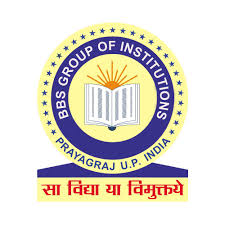 BBS GROUP OF INSTITUTIONS
PRAYAGRAJ U.P. INDIA
सा विद्या या विमुक्तये